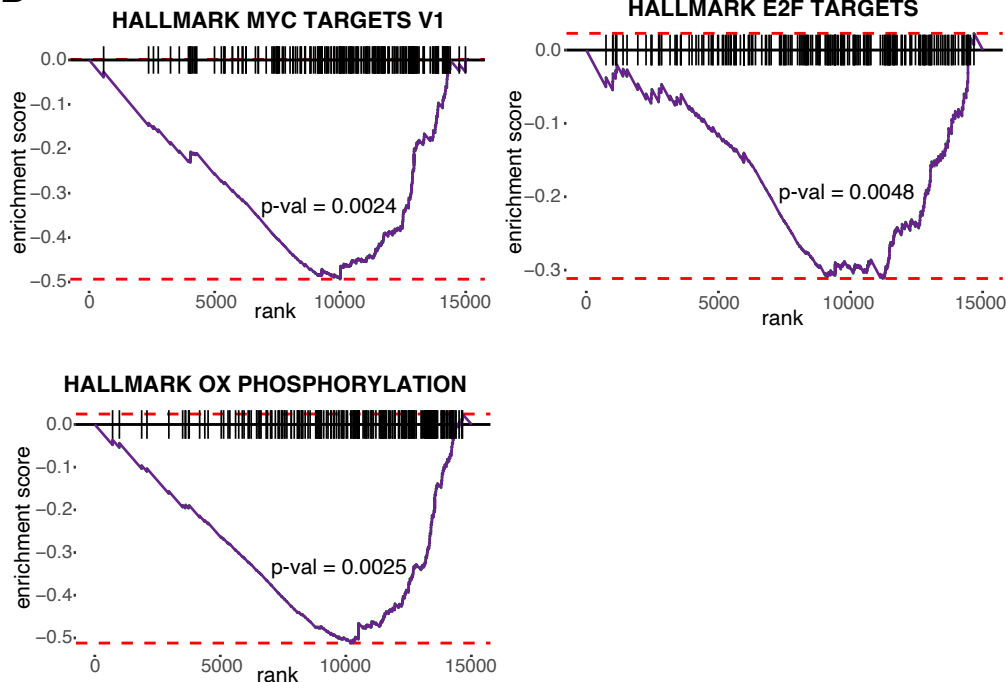 HALLMARK MYC TARGETS V1
enrichment score
0.0
−0.1
−0.2
−0.3
−0.4
−0.5
p-val = 0.0024
0 5000 10000 15000
rank
HALLMARK E2F TARGETS
enrichment score
0.0
−0.1
−0.2
−0.3
p-val = 0.0048
0 5000 10000 15000
rank
HALLMARK OX PHOSPHORYLATION
enrichment score
0.0
−0.1
−0.2
−0.3
−0.4
−0.5
p-val = 0.0025
0 5000 10000 15000
rank